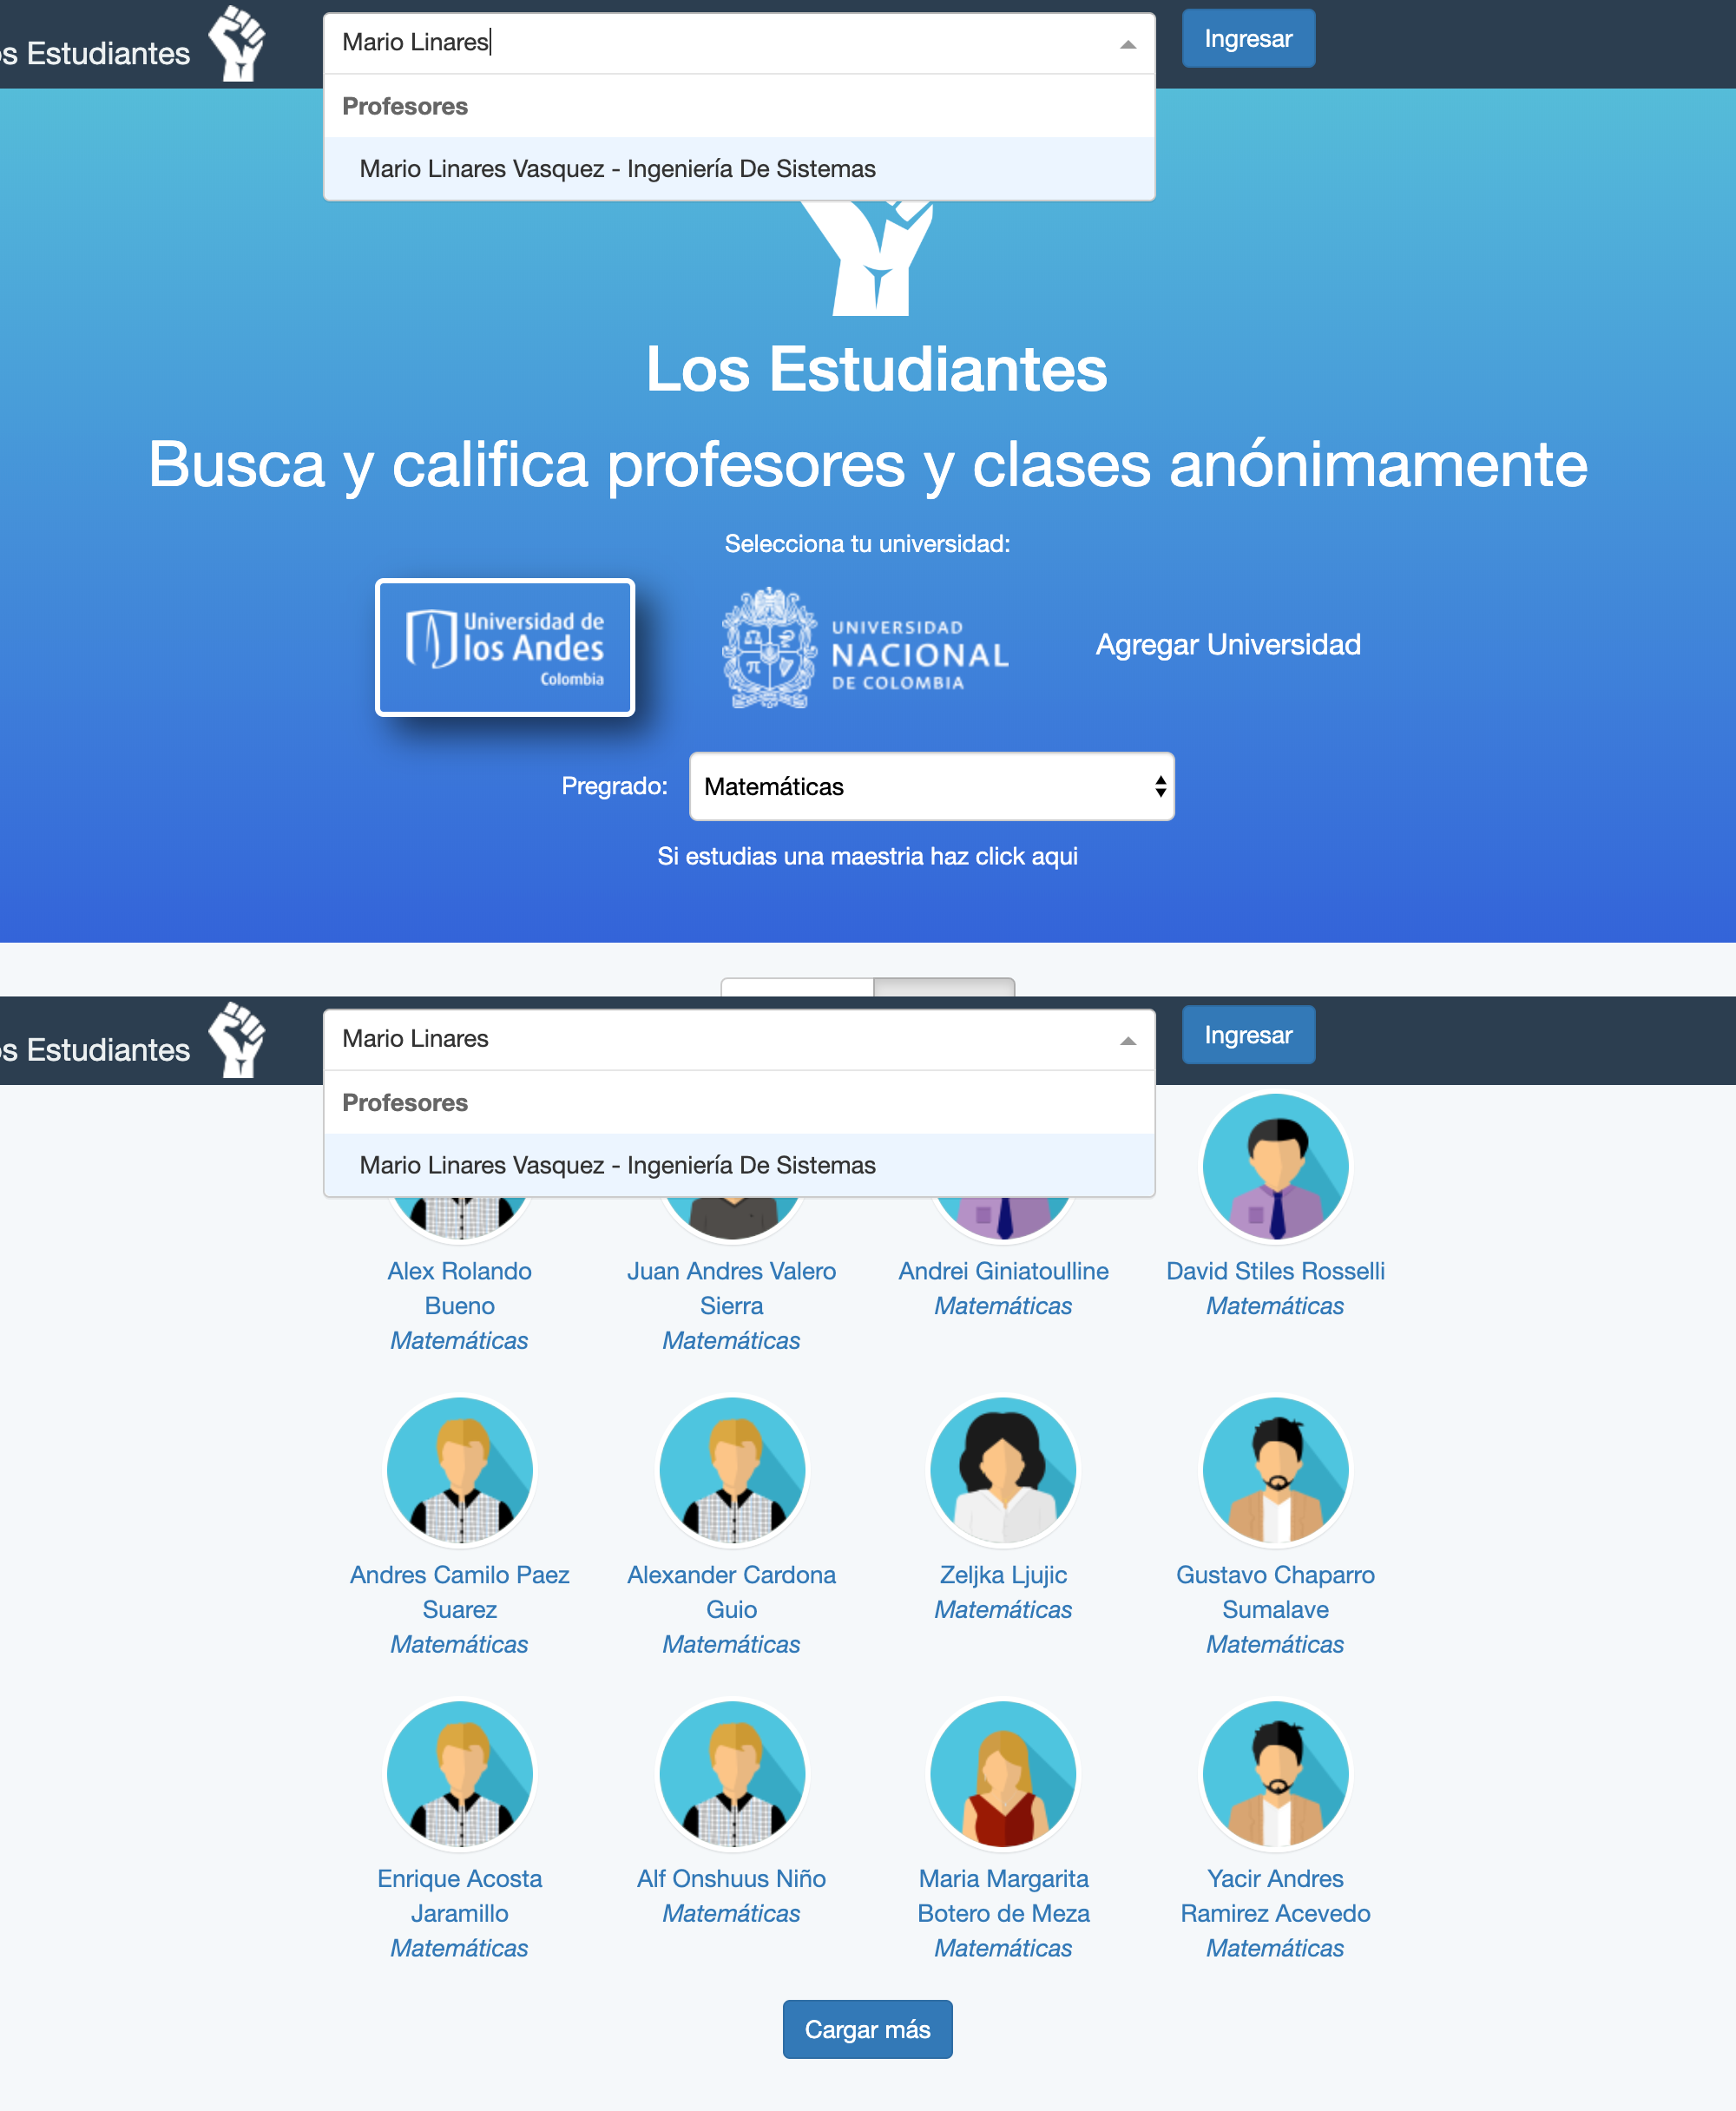 os Estudiantes
Mario Linares
Ingresar
Profesores
Mario Linares Vasquez - Ingeniería De Sistemas
Los Estudiantes
Busca y califica profesores y clases anónimamente
Selecciona tu universidad:
Universidad de
los Andes
Colombia
UNIVERSIDAD
NACIONAL
DE COLOMBIA
Agregar Universidad
Pregrado:
Matemáticas
Si estudias una maestria haz click aqui
os Estudiantes
Mario Linares
Ingresar
Profesores
Mario Linares Vasquez - Ingeniería De Sistemas
Alex Rolando
Bueno
Matemáticas
Juan Andres Valero
Sierra
Matemáticas
Andrei Giniatoulline
Matemáticas
David Stiles Rosselli
Matemáticas
Andres Camilo Paez
Suarez
Matemáticas
Alexander Cardona
Guio
Matemáticas
Zeljka Ljujic
Matemáticas
Gustavo Chaparro
Sumalave
Matemáticas
Enrique Acosta
Jaramillo
Matemáticas
Alf Onshuus Niño
Matemáticas
Maria Margarita
Botero de Meza
Matemáticas
Yacir Andres
Ramirez Acevedo
Matemáticas
Cargar más